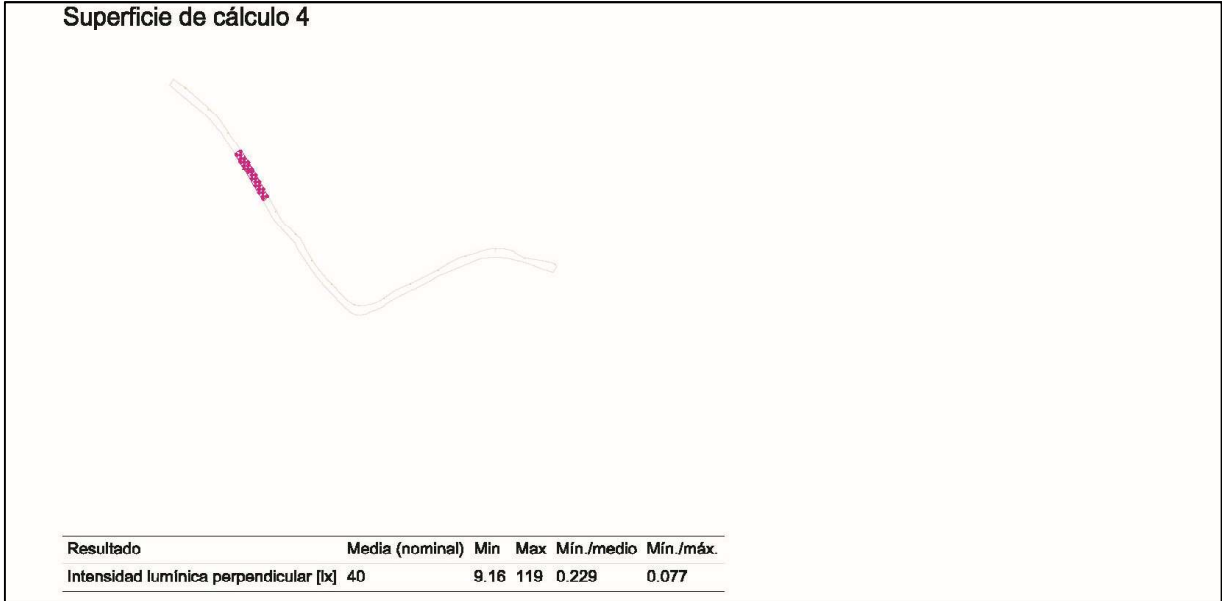 Superficie de cálculo 4
Resultado Media (nominal) Min Max Mín./medio Mín./máx.
Intensidad lumínica perpendicular [lx] 40 9.16 119 0.229 0.077